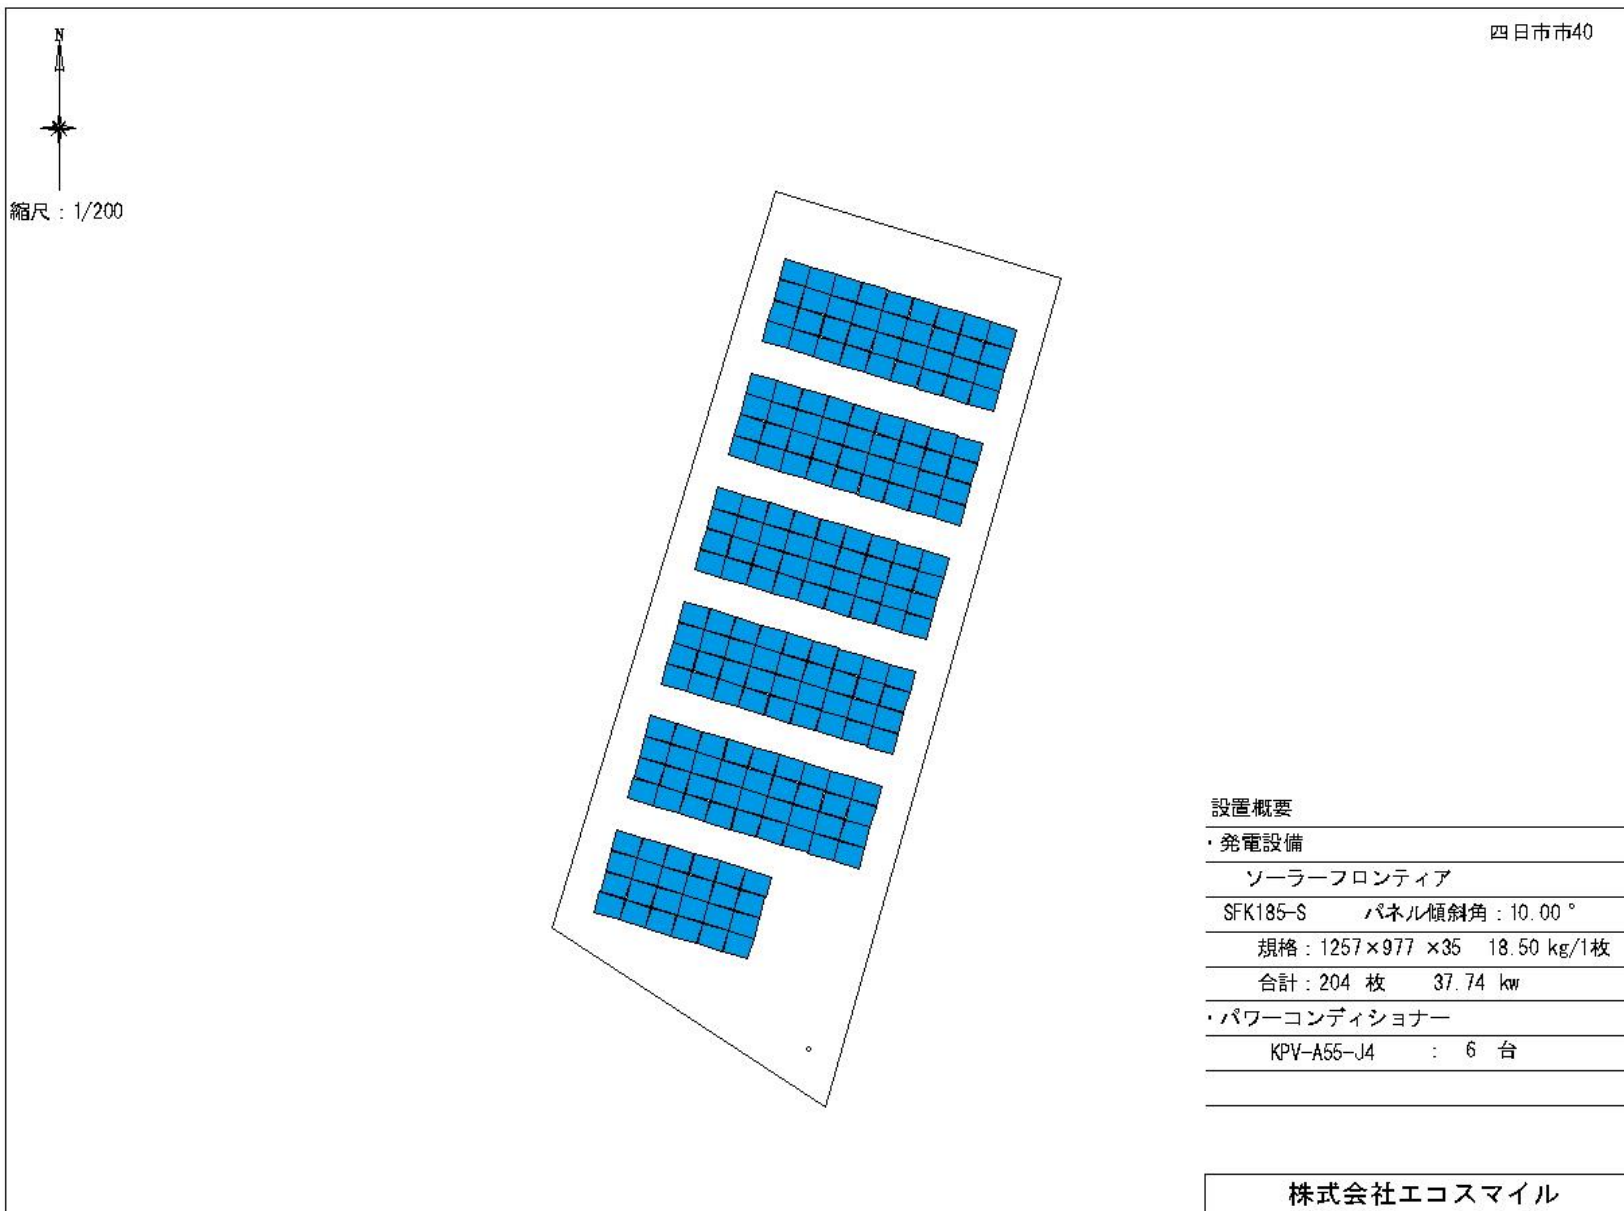 四日市市40
N
縮尺：1/200
設置概要
・発電設備
ソーラーフロンティア
SFK185-S パネル傾斜角：10.00°
規格：1257×977 ×35 18.50 kg/1枚
合計：204 枚 37.74 kw
・パワーコンディショナー
KPV-A55-J4 ： 6 台
株式会社エコスマイル